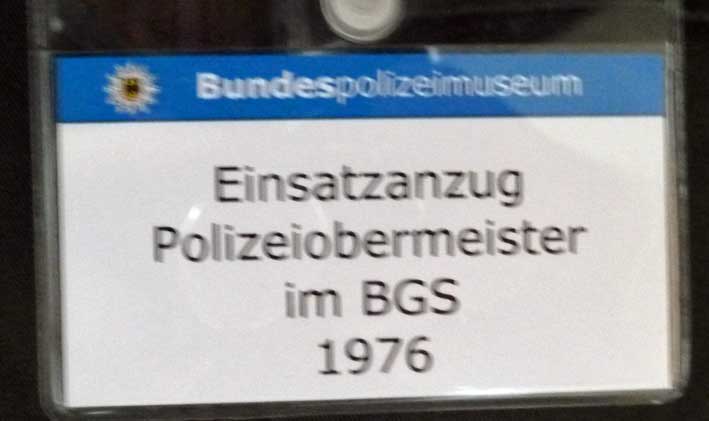 Bundespolizeimuseum
Einsatzanzug
Polizeiobermeister
im BGS
1976